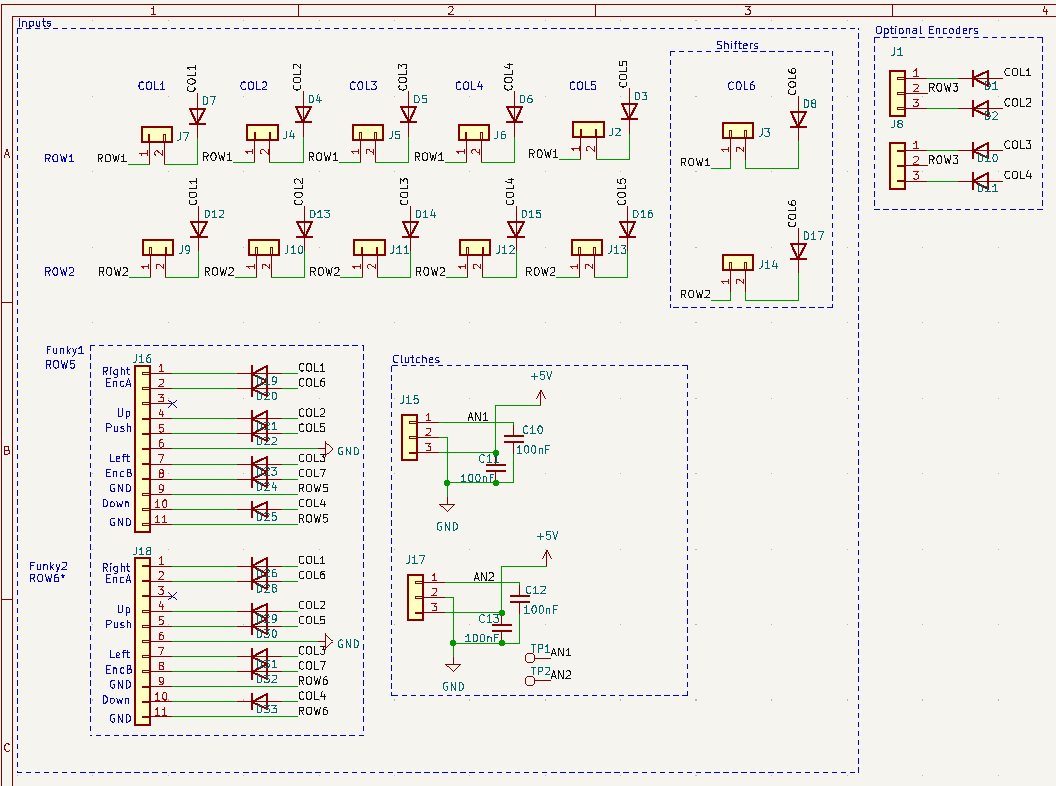 1 2 3 4
Inputs
Optional Encoders
Shifters
A
B
C
COL1 COL2 COL3 COL4 COL5 COL6
COL1 COL2 COL3 COL4 COL5 COL6
D7 D4 D5 D6 D3 D8
J7 J4 J5 J6 J2 J3
ROW1 ROW1 ROW1 ROW1 ROW1 ROW1 ROW1
1 2 1 2 1 2 1 2 1 2 1 2
COL1 COL2 COL3 COL4 COL5 COL6
D12 D13 D14 D15 D16 D17
J9 J10 J11 J12 J13 J14
ROW2 ROW2 ROW2 ROW2 ROW2 ROW2 ROW2
1 2 1 2 1 2 1 2 1 2 1 2
J1
1 COL1
D1
2 ROW3
3 COL2
D2
J8
1 COL3
D10
2 ROW3
3 COL4
D11
Funky1
ROW5
J16
Right 1 COL1
D19
EncA 2 COL6
D20
3
Up 4 COL2
D21
Push 5 COL5
D22
6 GND
Left 7 COL3
D23
EncB 8 COL7
D24
GND 9 ROW5
Down 10 COL4
D25
GND 11 ROW5
Funky2
ROW6*
J18
Right 1 COL1
D26
EncA 2 COL6
D28
3
Up 4 COL2
D29
Push 5 COL5
D30
6 GND
Left 7 COL3
D31
EncB 8 COL7
D32
GND 9 ROW6
Down 10 COL4
D33
GND 11 ROW6
Clutches
+5V
J15
1 AN1
2
3
C10
100nF
C11
100nF
GND
+5V
J17
1 AN2
2
3
C12
100nF
C13
100nF
GND
TP1 AN1
TP2 AN2